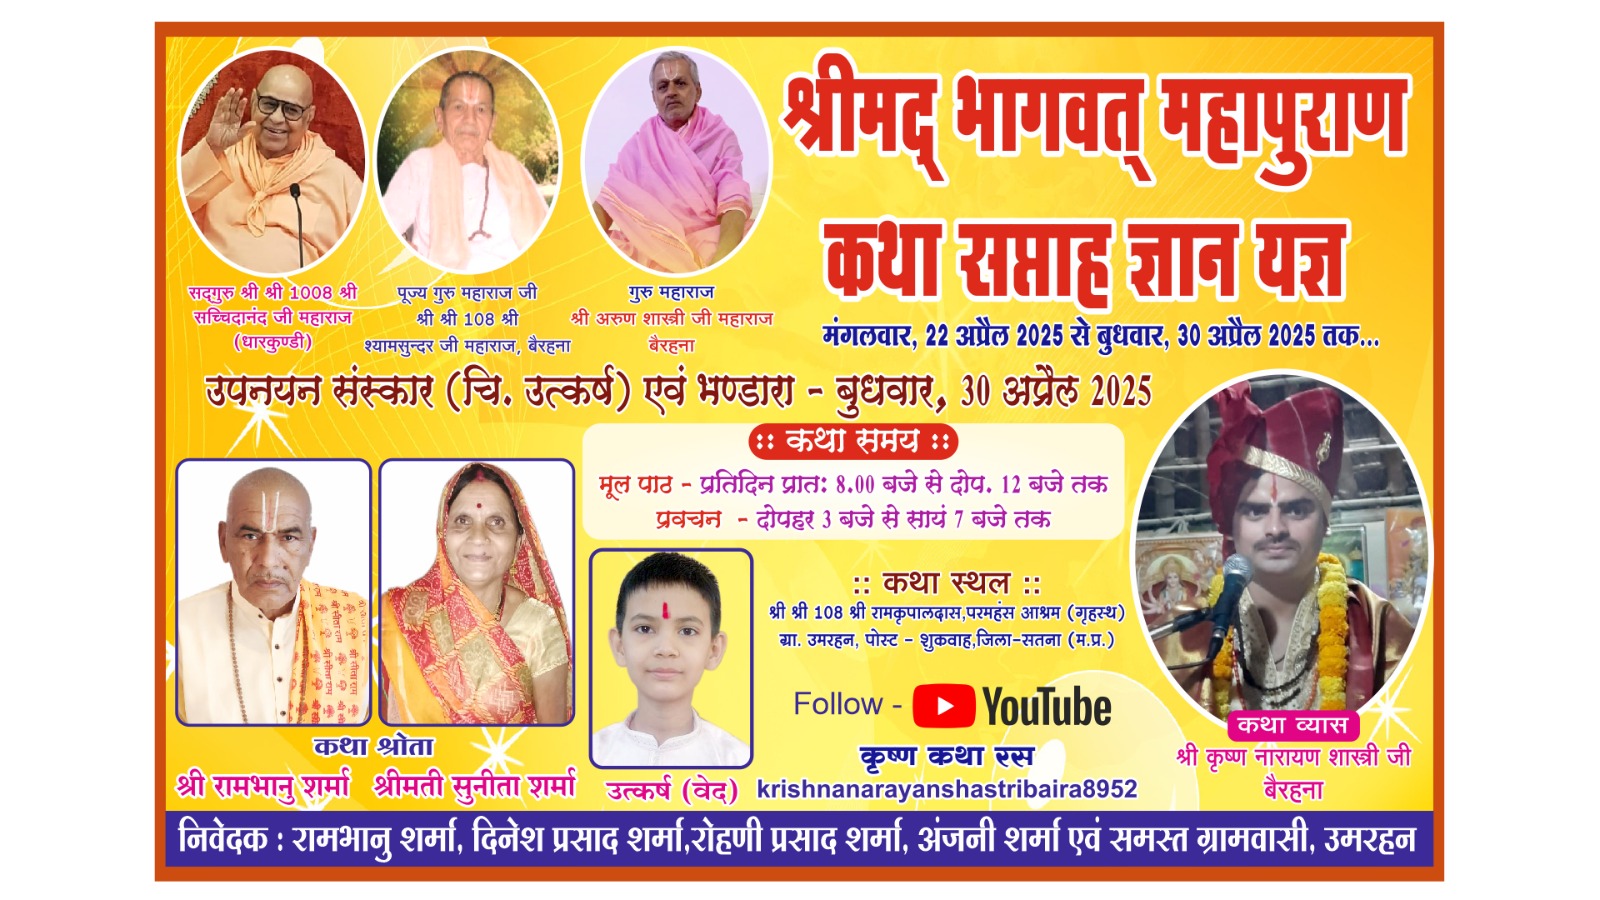 श्रीमद् भागवत् महापुराण
कथा सप्ताह ज्ञान यज्ञ
मंगलवार, 22 अप्रैल 2025 से बुधवार, 30 अप्रैल 2025 तक...
सद्गुरु श्री श्री 1008 श्री
सच्चिदानंद जी महाराज
(धारकुण्डी)
पूज्य गुरु महाराज जी
श्री श्री 108 श्री
श्यामसुन्दर जी महाराज, बैरहना
गुरु महाराज
श्री अरुण शास्त्री जी महाराज
बैरहना
उपनयन संस्कार (चि. उत्कर्ष) एवं भण्डारा - बुधवार, 30 अप्रैल 2025
:: कथा समय ::
मूल पाठ - प्रतिदिन प्रातः 8.00 बजे से दोप. 12 बजे तक
प्रवचन - दोपहर 3 बजे से सायं 7 बजे तक
:: कथा स्थल ::
श्री श्री 108 श्री रामकृपालदास,परमहंस आश्रम (गृहस्थ)
ग्रा. उमरहन, पोस्ट - शुकवाह,जिला-सतना (म.प्र.)
Follow - YouTube
कृष्ण कथा रस
krishnanarayanshastribaira8952
कथा श्रोता
श्री रामभानु शर्मा श्रीमती सुनीता शर्मा
उत्कर्ष (वेद)
कथा व्यास
श्री कृष्ण नारायण शास्त्री जी
बैरहना
निवेदक : रामभानु शर्मा, दिनेश प्रसाद शर्मा,रोहणी प्रसाद शर्मा, अंजनी शर्मा एवं समस्त ग्रामवासी, उमरहन